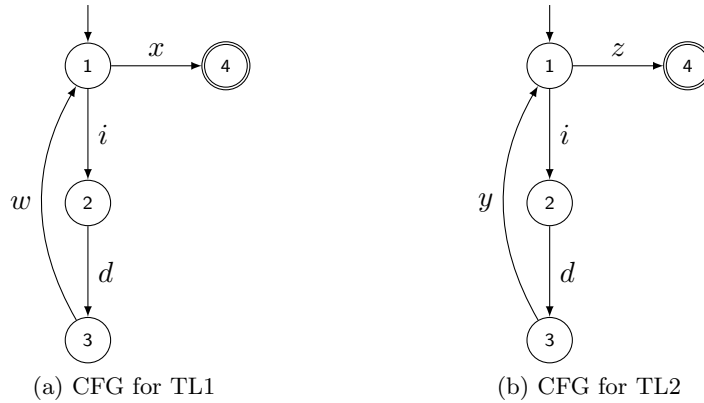 1 x 4
i
w 2
d
3
(a) CFG for TL1
1 z 4
i
y 2
d
3
(b) CFG for TL2